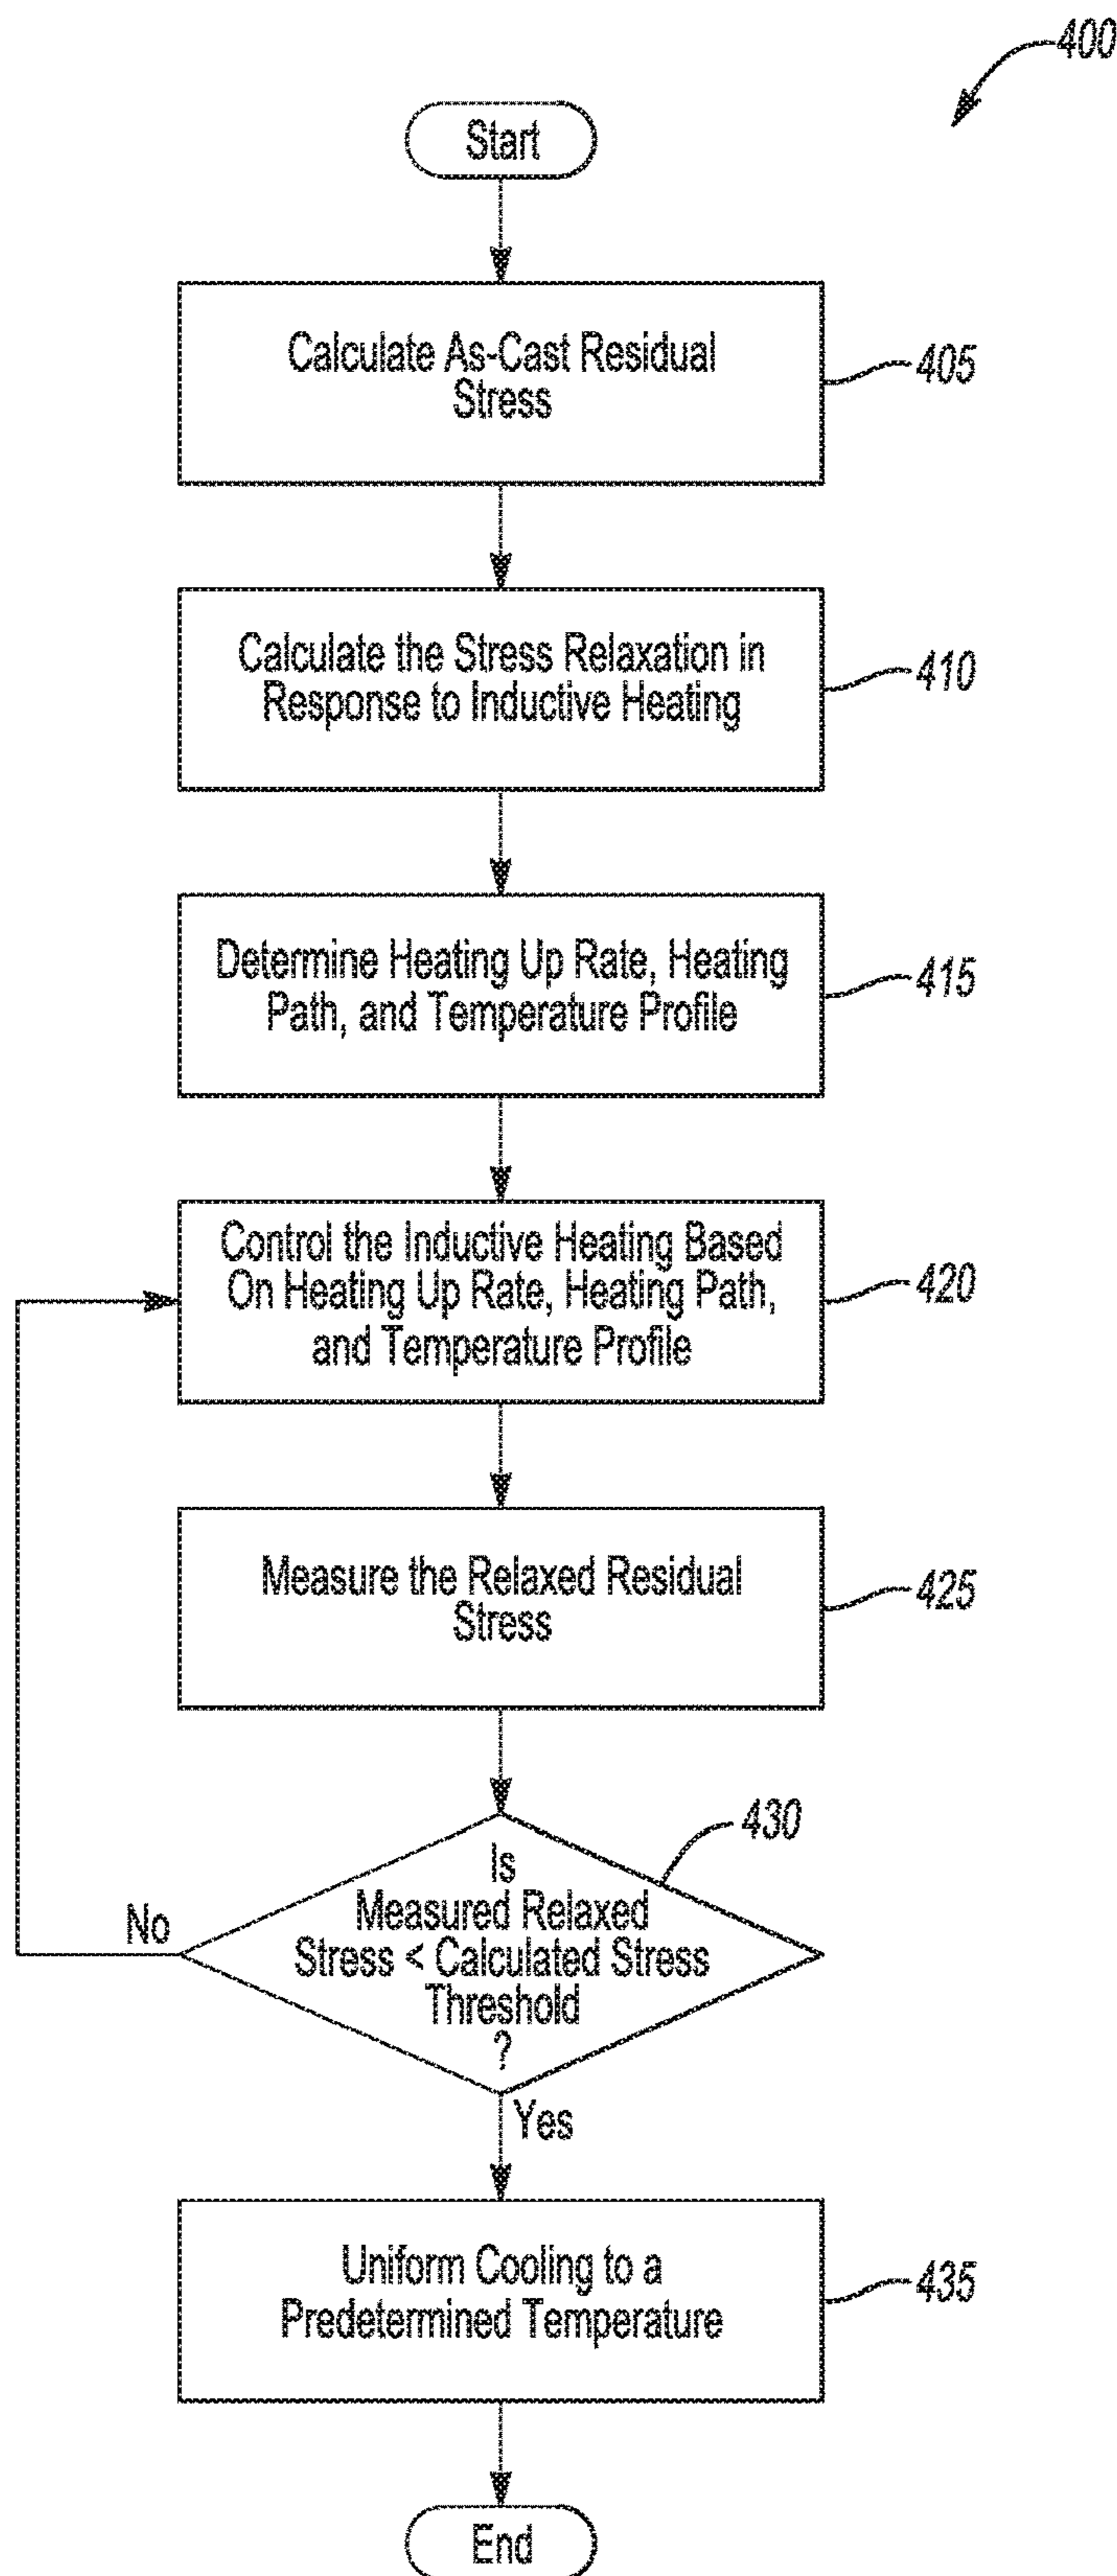 400
Start
Calculate As-Cast Residual
Stress
405
Calculate the Stress Relaxation in
Response to Inductive Heating
410
Determine Heating Up Rate, Heating
Path, and Temperature Profile
415
Control the Inductive Heating Based
On Heating Up Rate, Heating Path,
and Temperature Profile
420
Measure the Relaxed Residual
Stress
425
430
Is
Measured Relaxed
Stress < Calculated Stress
Threshold
?
No
Yes
Uniform Cooling to a
Predetermined Temperature
435
End